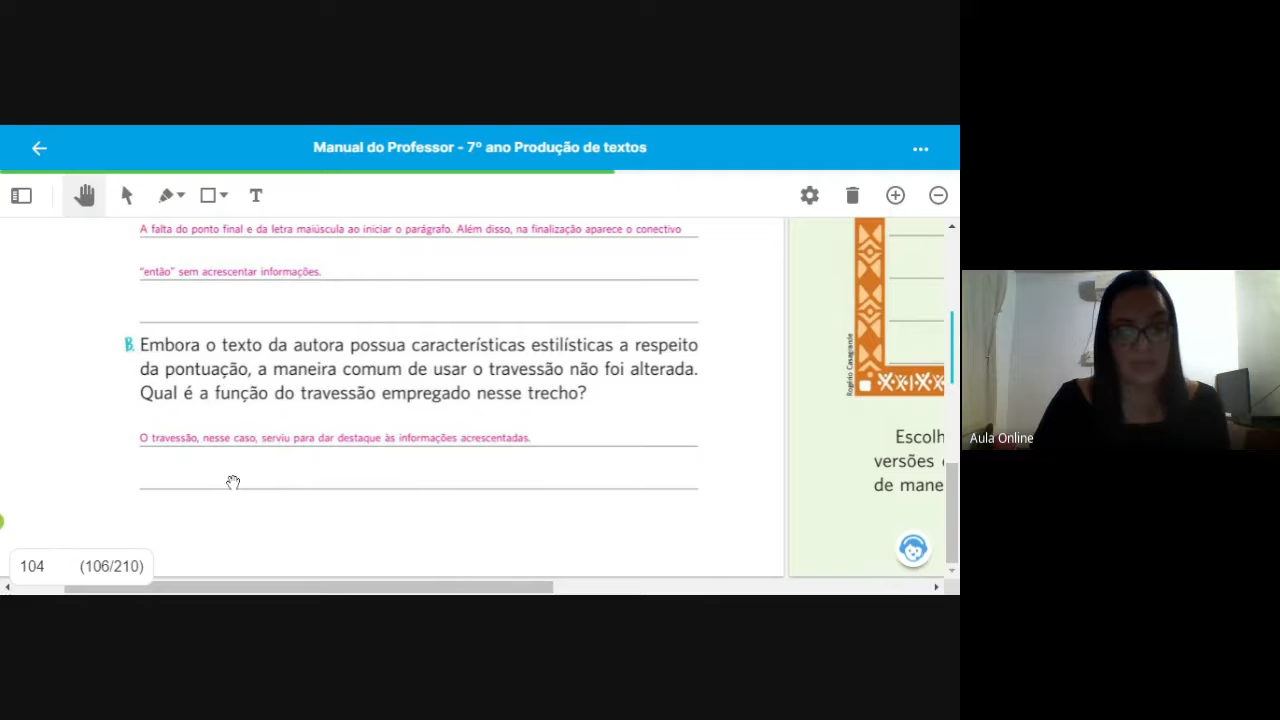 Manual do Professor - 7º ano Produção de textos
T
A falta do ponto final e da letra maiúscula ao iniciar o parágrafo. Além disso, na finalização aparece o conectivo
"então" sem acrescentar informações.
B. Embora o texto da autora possua características estilísticas a respeito
da pontuação, a maneira comum de usar o travessão não foi alterada.
Qual é a função do travessão empregado nesse trecho?
O travessão, nesse caso, serviu para dar destaque às informações acrescentadas.
104 (106/210)
Rogério Casagrande
Escolh
versões
de mane
Aula Online